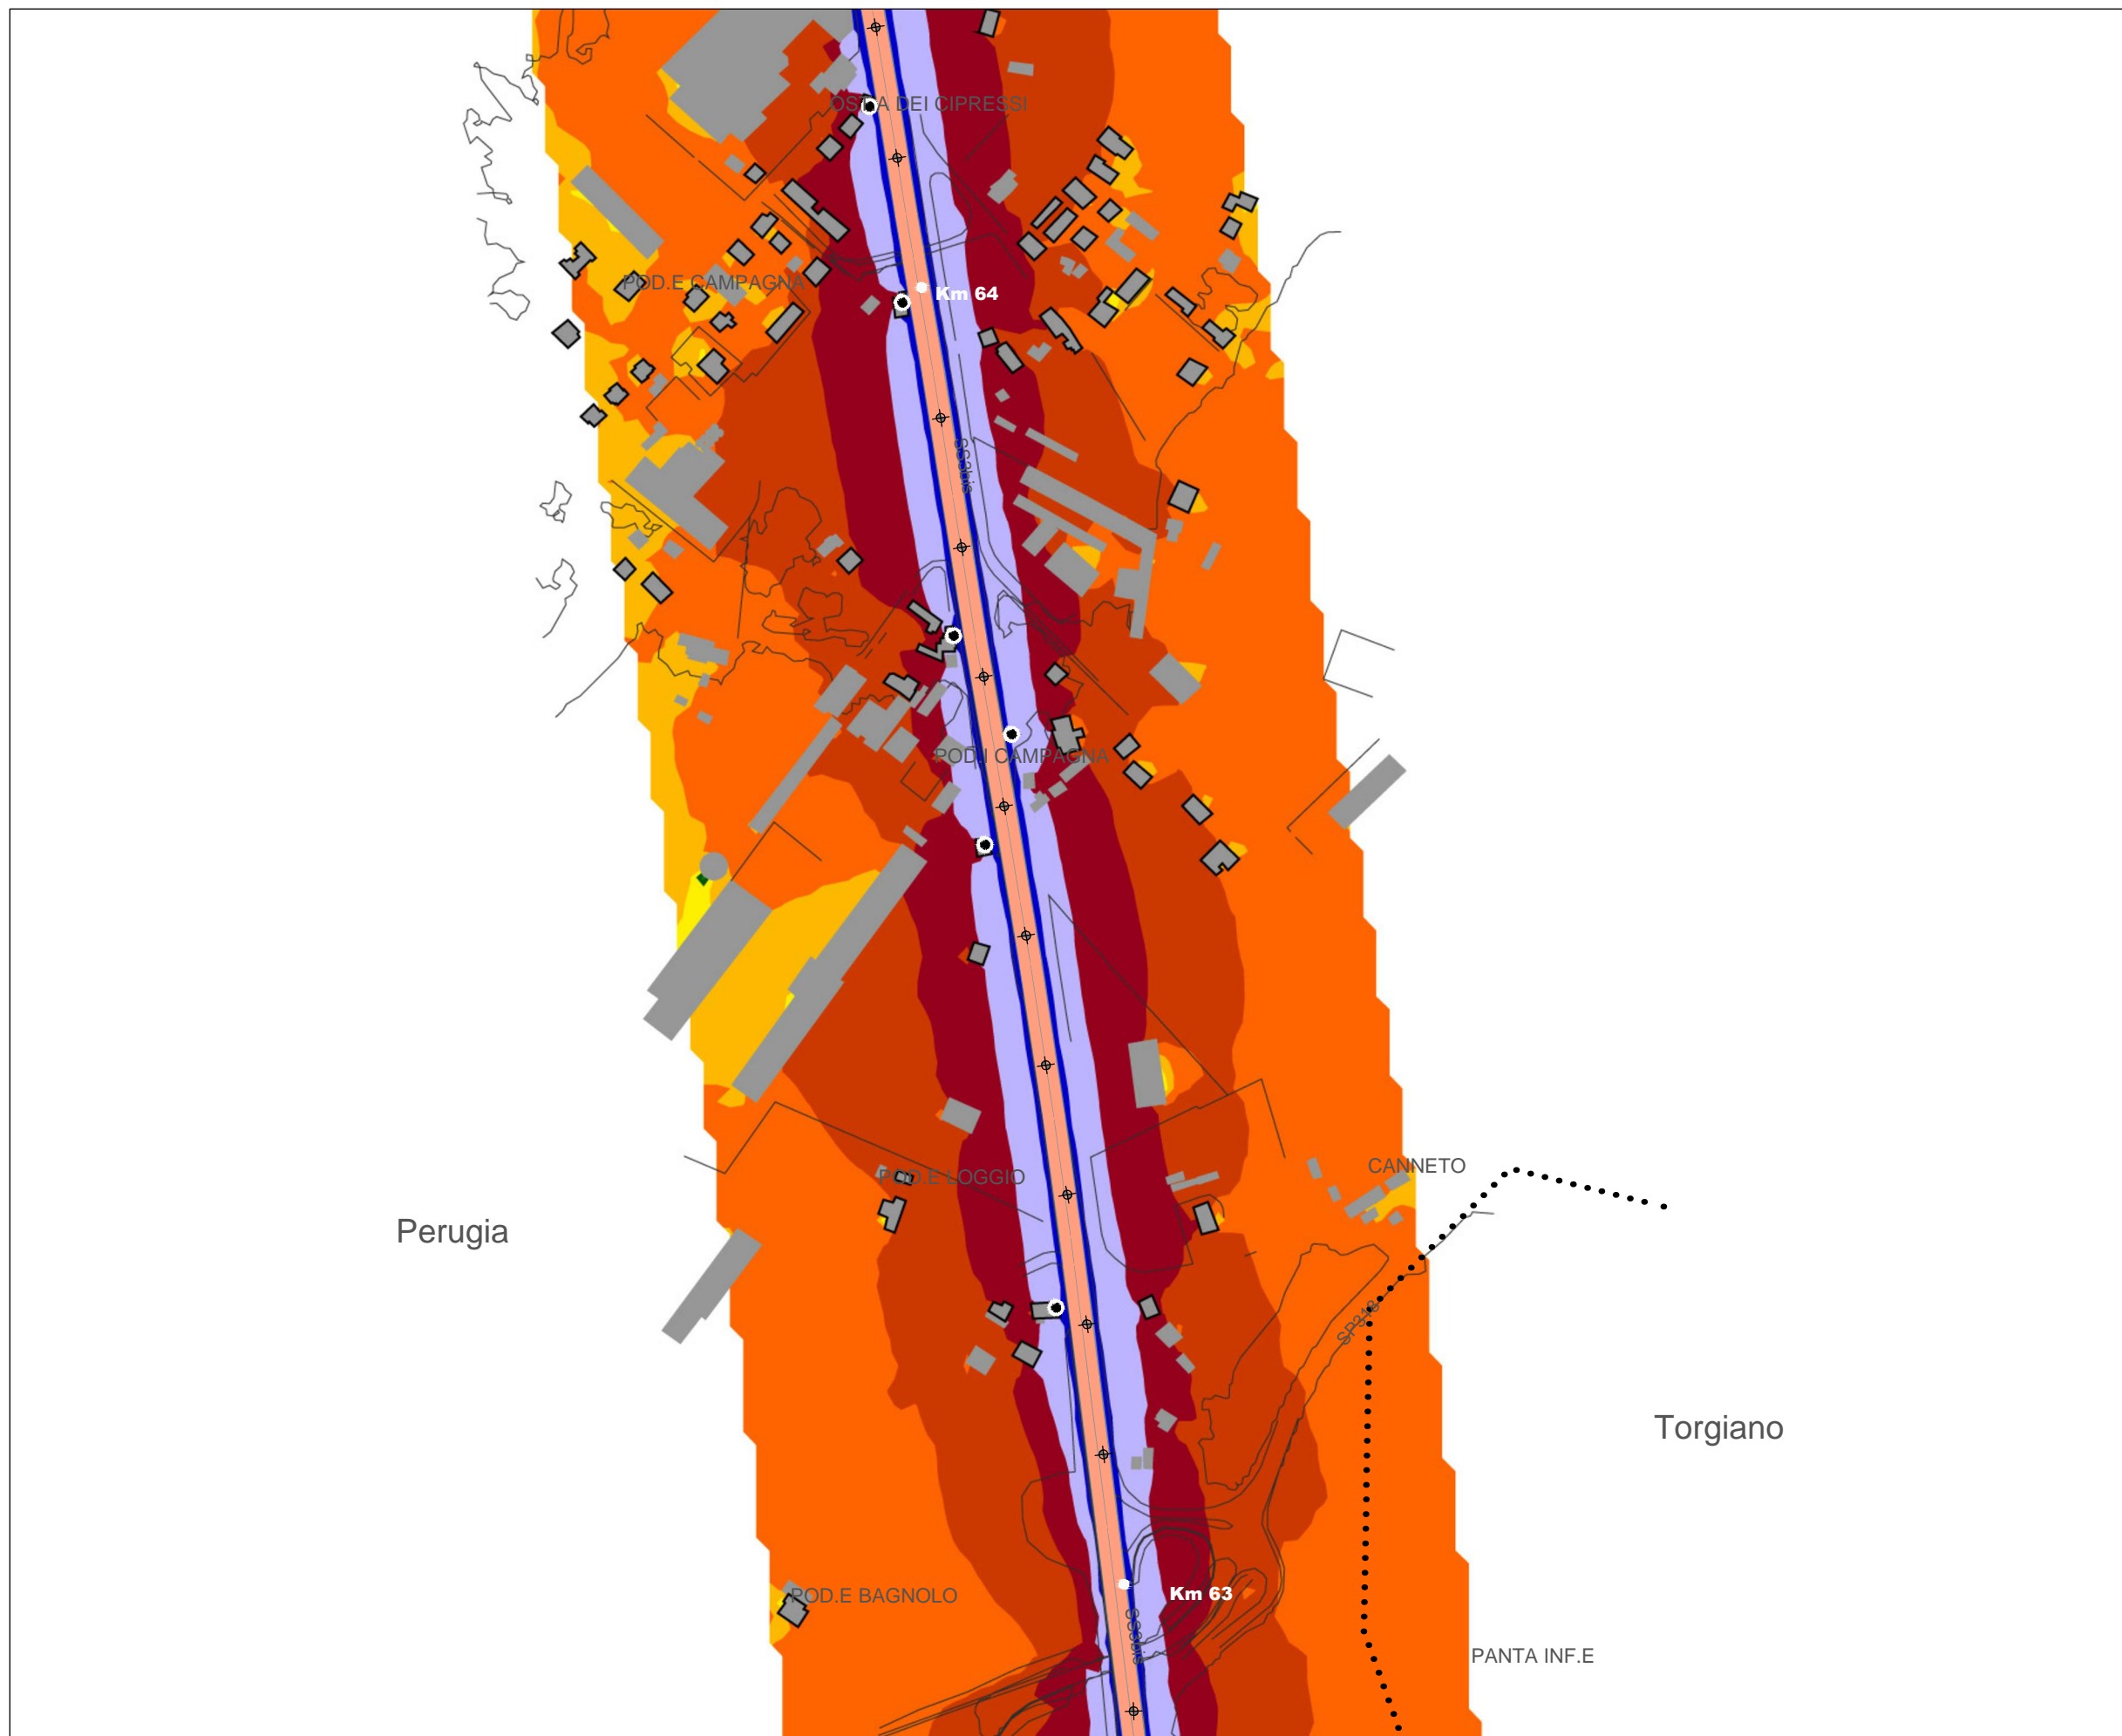 OSTA DEI CIPRESSI
POD.E CAMPAGNA
Km 64
SS3bis
POD.I CAMPAGNA
CANNETO
POD.E LOGGIO
Perugia
SP318
Torgiano
Km 63
POD.E BAGNOLO
SS3bis
PANTA INF.E